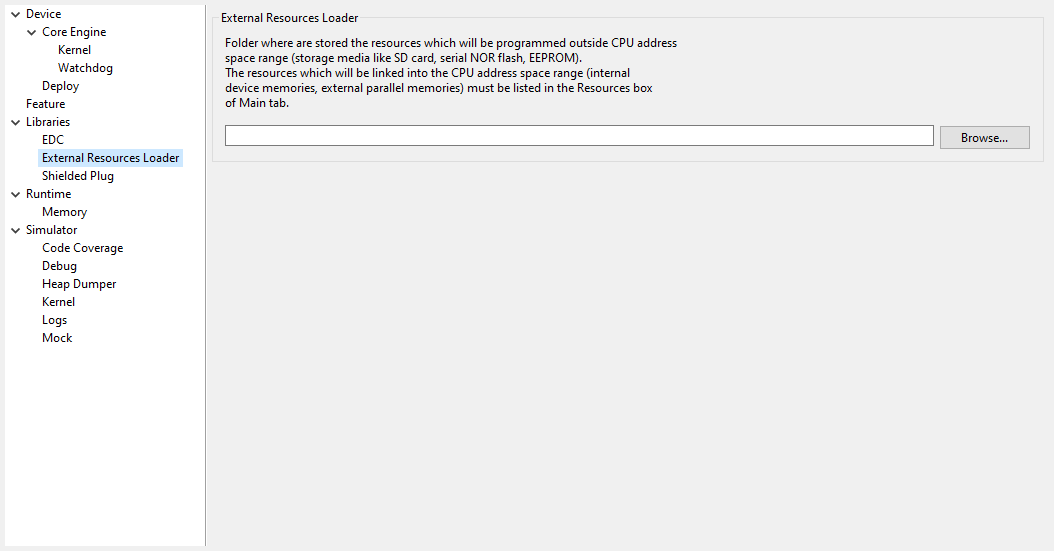 Device
Core Engine
Kernel
Watchdog
Deploy
Feature
Libraries
EDC
External Resources Loader
Shielded Plug
Runtime
Memory
Simulator
Code Coverage
Debug
Heap Dumper
Kernel
Logs
Mock
External Resources Loader
Folder where are stored the resources which will be programmed outside CPU address
space range (storage media like SD card, serial NOR flash, EEPROM).
The resources which will be linked into the CPU address space range (internal
device memories, external parallel memories) must be listed in the Resources box
of Main tab.
Browse...